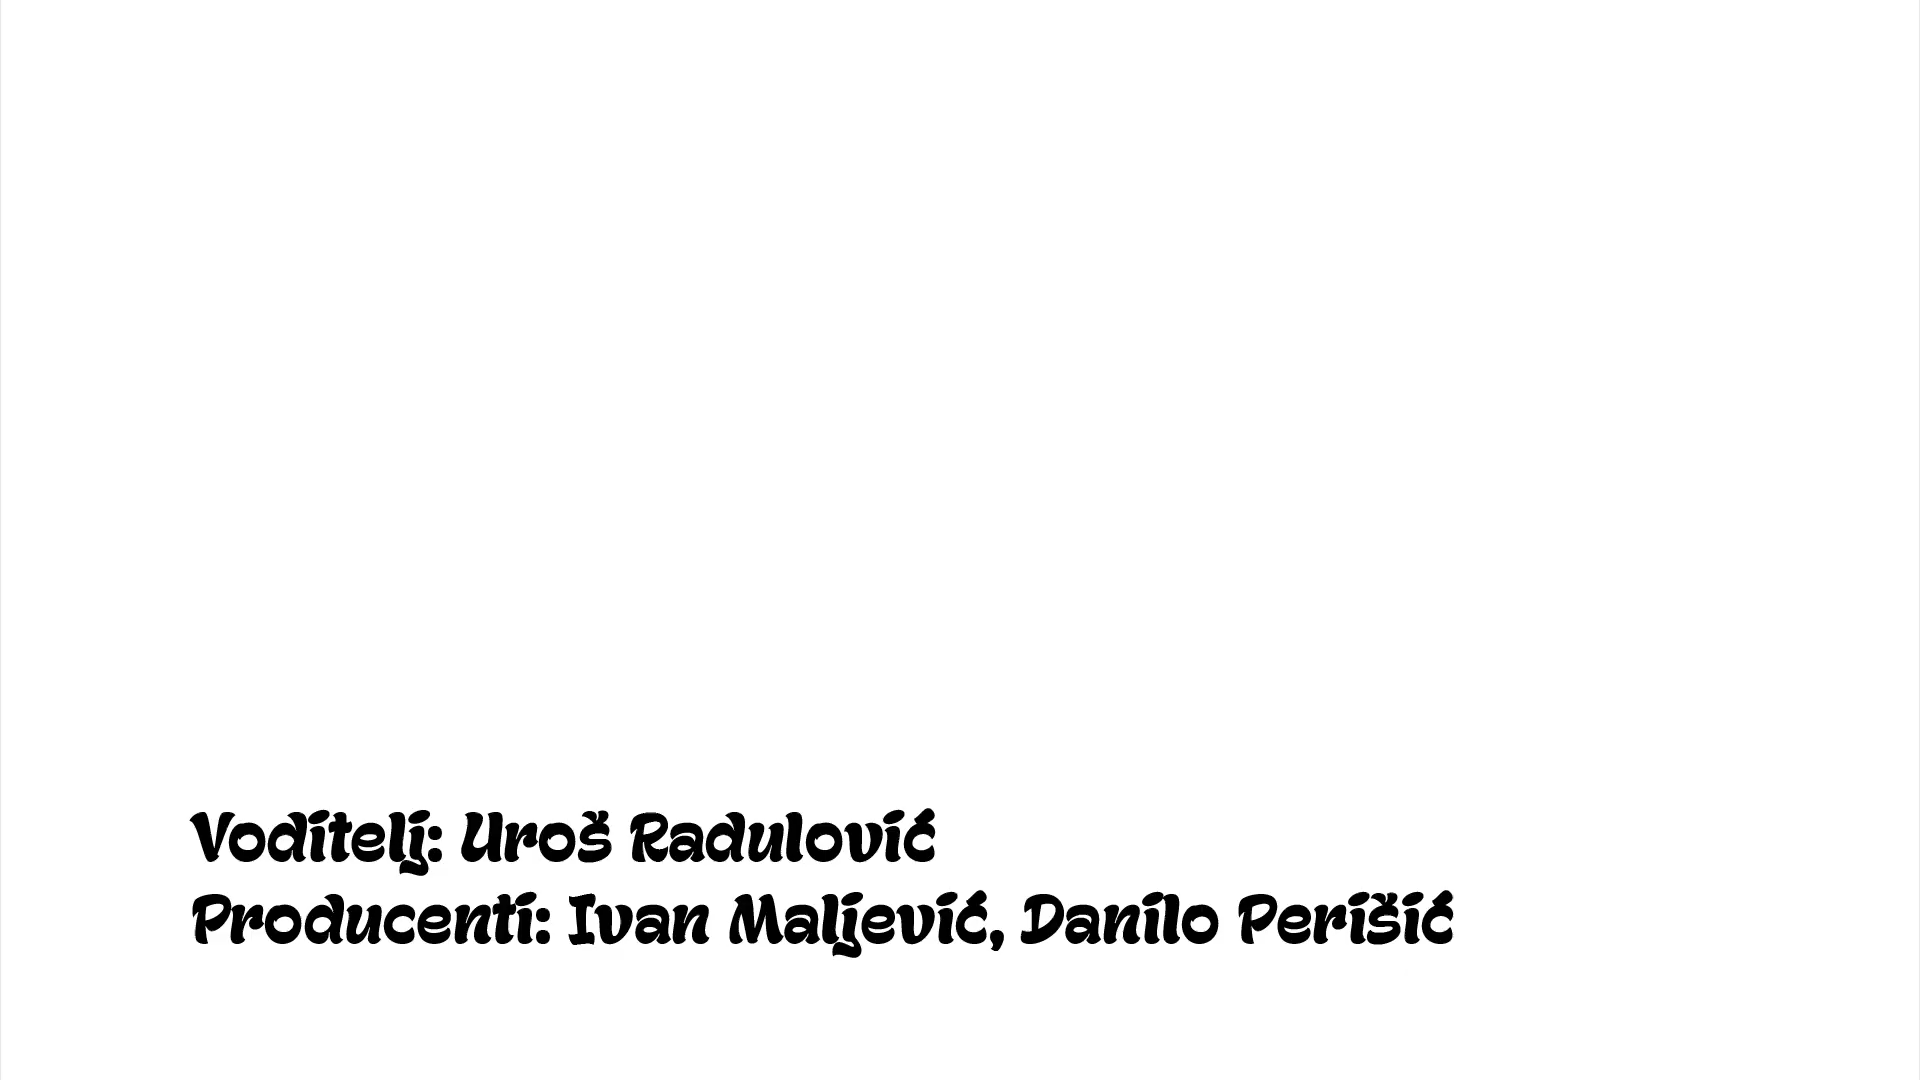 Voditelj: Uroš Radulović
Producenti: Ivan Maljević, Danilo Perišić